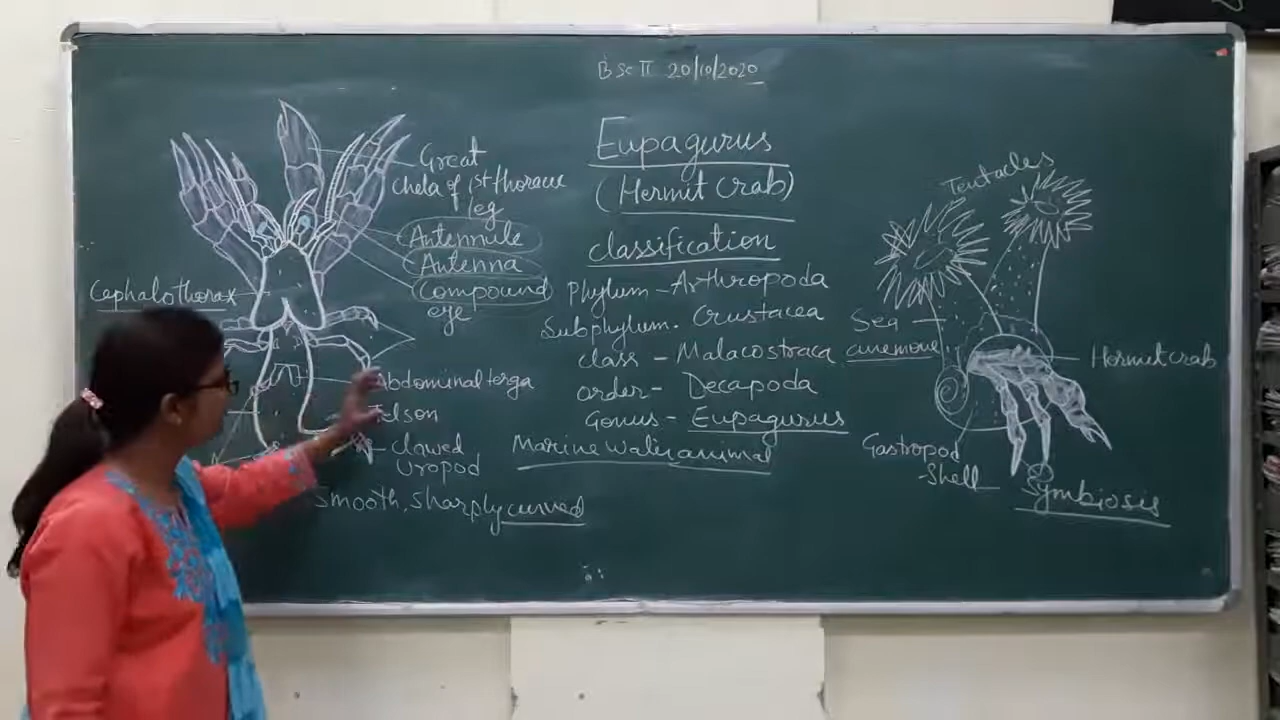 BSc II 20/10/2020
Great
chela of 1st thoracic
leg
Antennule
Antenna
Compound
eye
Cephalothorax
Abdominal terga
Telson
clawed
Uropod
Smooth, sharply curved
Eupagurus
(Hermit Crab)
classification
Phylum - Arthropoda
Subphylum. Crustacea
class - Malacostraca
order - Decapoda
Genus - Eupagurus
Marine water animal
Tentacles
Sea
anemone
Hermit crab
Gastropod
Shell
Symbiosis